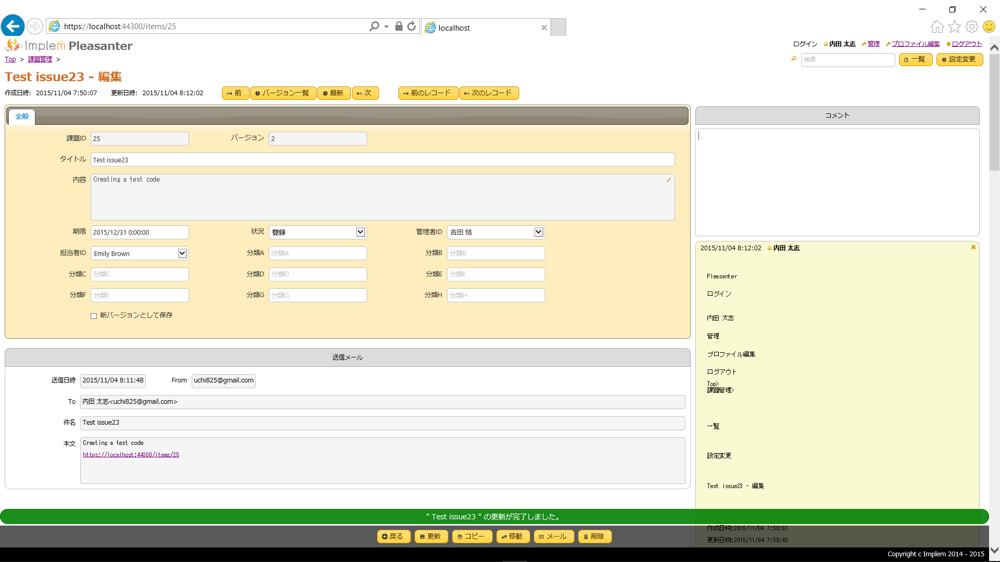 https://localhost:44300/items/25
localhost
Implem Pleasanter
ログイン 内田 太志 管理 プロファイル編集 ログアウト
Top > 課題管理 >
検索 一覧 設定変更
Test issue23 - 編集
作成日時: 2015/11/04 7:50:07 更新日時: 2015/11/04 8:12:02 前 バージョン一覧 最新 次 前のレコード 次のレコード
全般
課題ID 25 バージョン 2
タイトル Test issue23
内容 Creating a test code
期限 2015/12/31 0:00:00 状況 登録 管理者ID 吉田 結
担当者ID Emily Brown 分類A 分類A 分類B 分類B
分類C 分類C 分類D 分類D 分類E 分類E
分類F 分類F 分類G 分類G 分類H 分類H
新バージョンとして保存
送信メール
送信日時 2015/11/04 8:11:48 From uchi825@gmail.com
To 内田 太志<uchi825@gmail.com>
件名 Test issue23
本文 Creating a test code
https://localhost:44300/items/25
コメント
2015/11/04 8:12:02 内田 太志
Pleasanter
ログイン
内田 太志
管理
プロファイル編集
ログアウト
Top>
課題管理>
一覧
設定変更
Test issue23 - 編集
作成日時:2015/11/04 7:50:07
更新日時:2015/11/04 7:58:43
" Test issue23 " の更新が完了しました。
戻る 更新 コピー 移動 メール 削除
Copyright c Implem 2014 - 2015